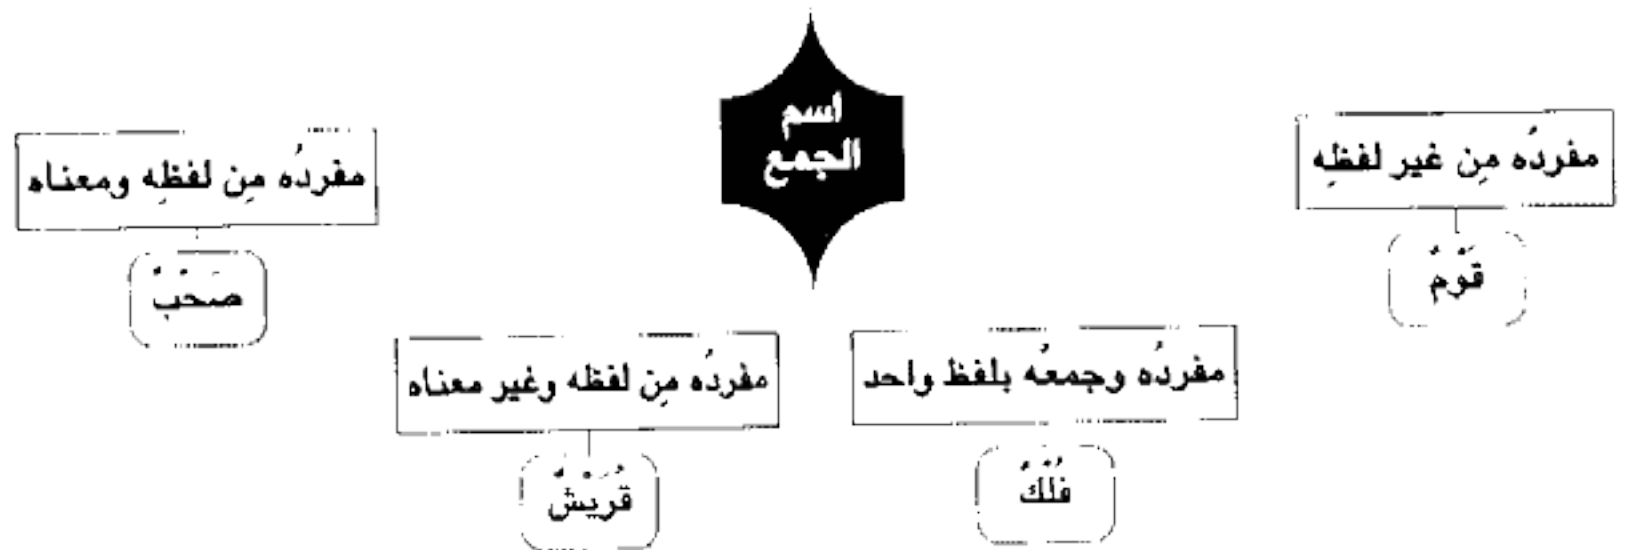 اسم
الجمع
مفردُه مِن غير لفظِهِ
قَوْمٌ
مفردُه وجمعُه بلفظ واحد
فُلْكٌ
مفردُه مِن لفظه وغير معناه
قُرَيْشٌ
مفردُه مِن لفظِه ومعناه
صَحْبٌ